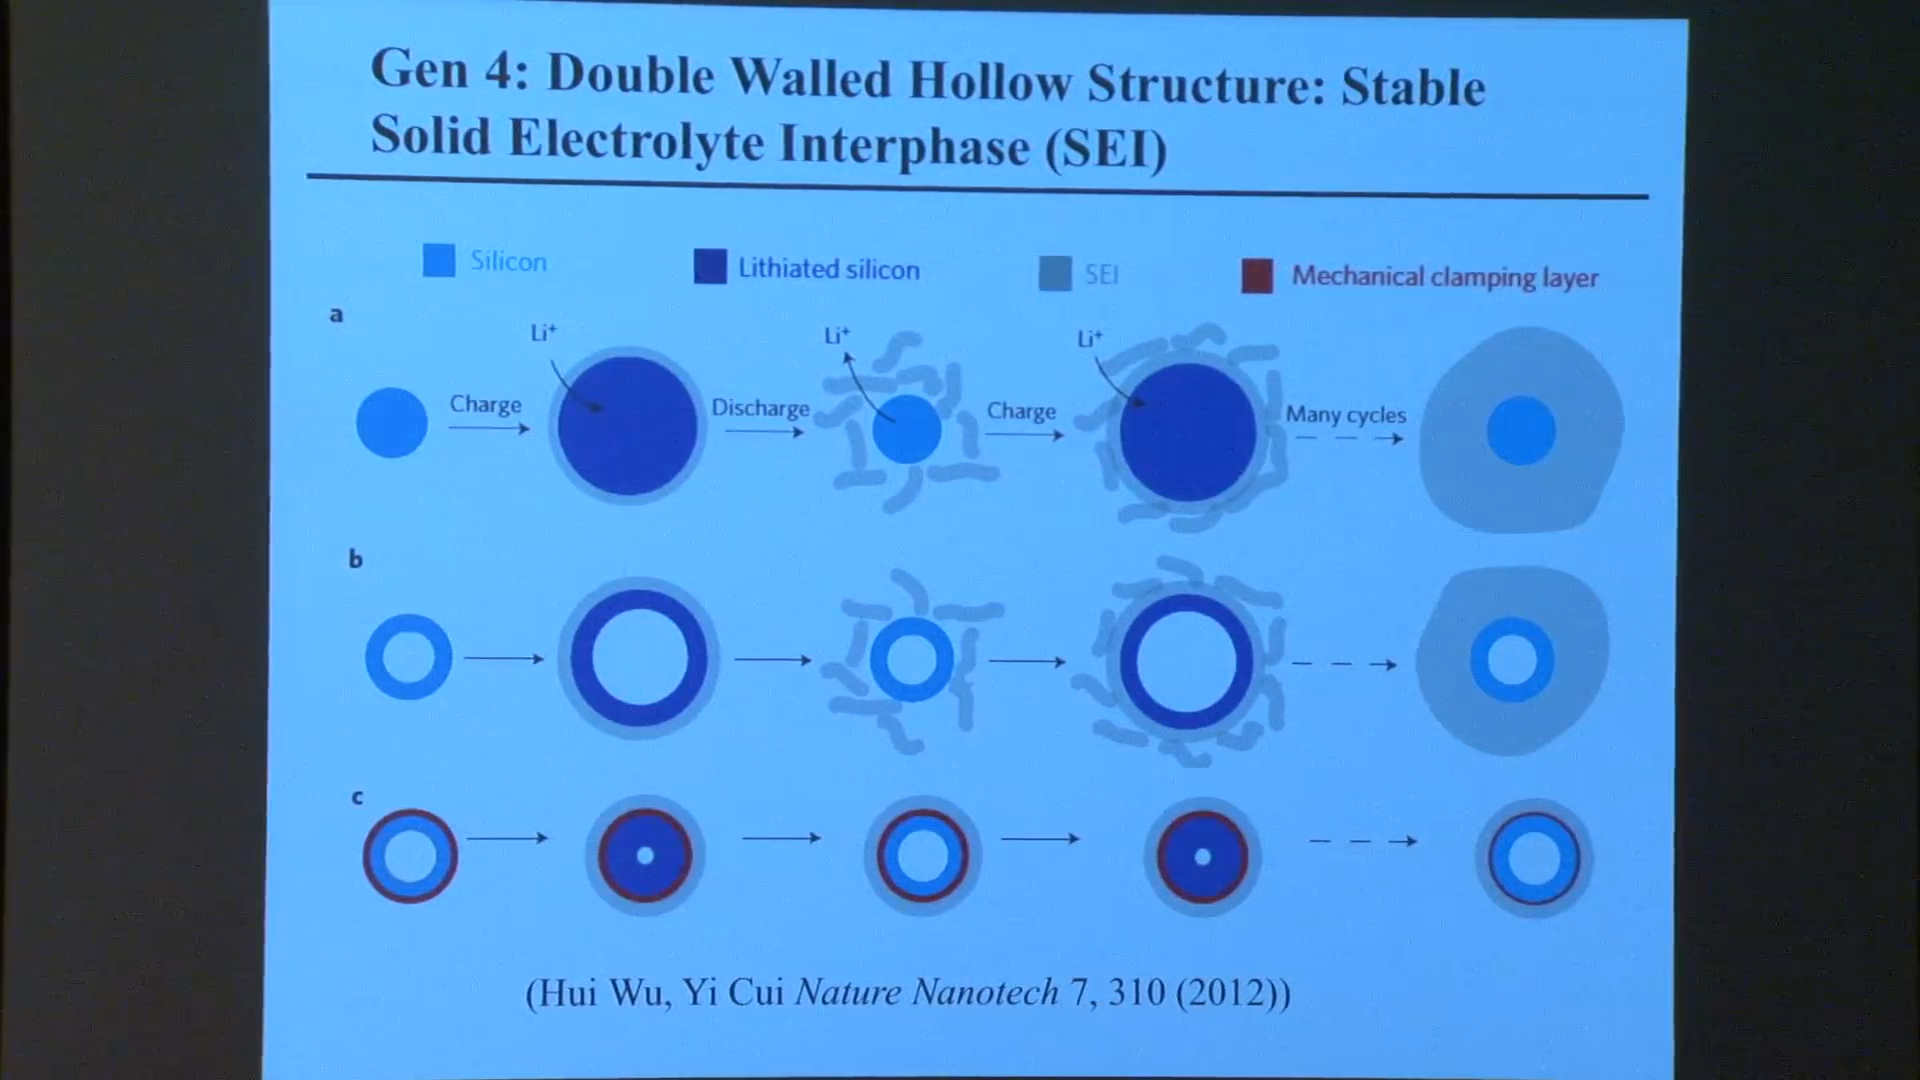 Gen 4: Double Walled Hollow Structure: Stable
Solid Electrolyte Interphase (SEI)
Silicon
Lithiated silicon
SEI
Mechanical clamping layer
a
Li⁺
Li⁺
Li⁺
Charge
Discharge
Charge
Many cycles
b
c
(Hui Wu, Yi Cui Nature Nanotech 7, 310 (2012))